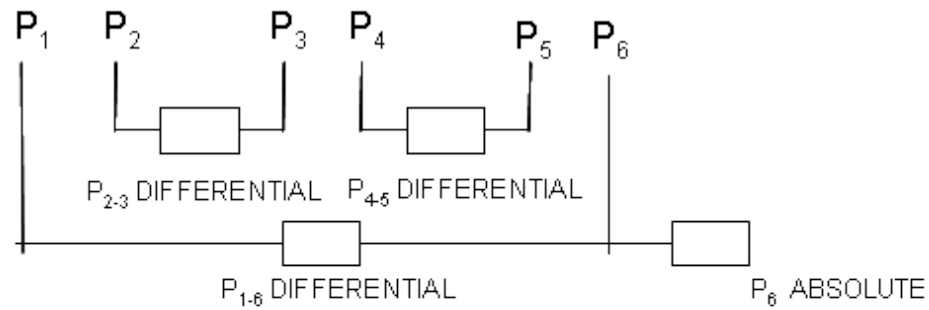 P₁ P₂ P₃ P₄ P₅ P₆
P₂₋₃ DIFFERENTIAL P₄₋₅ DIFFERENTIAL
P₁₋₆ DIFFERENTIAL P₆ ABSOLUTE